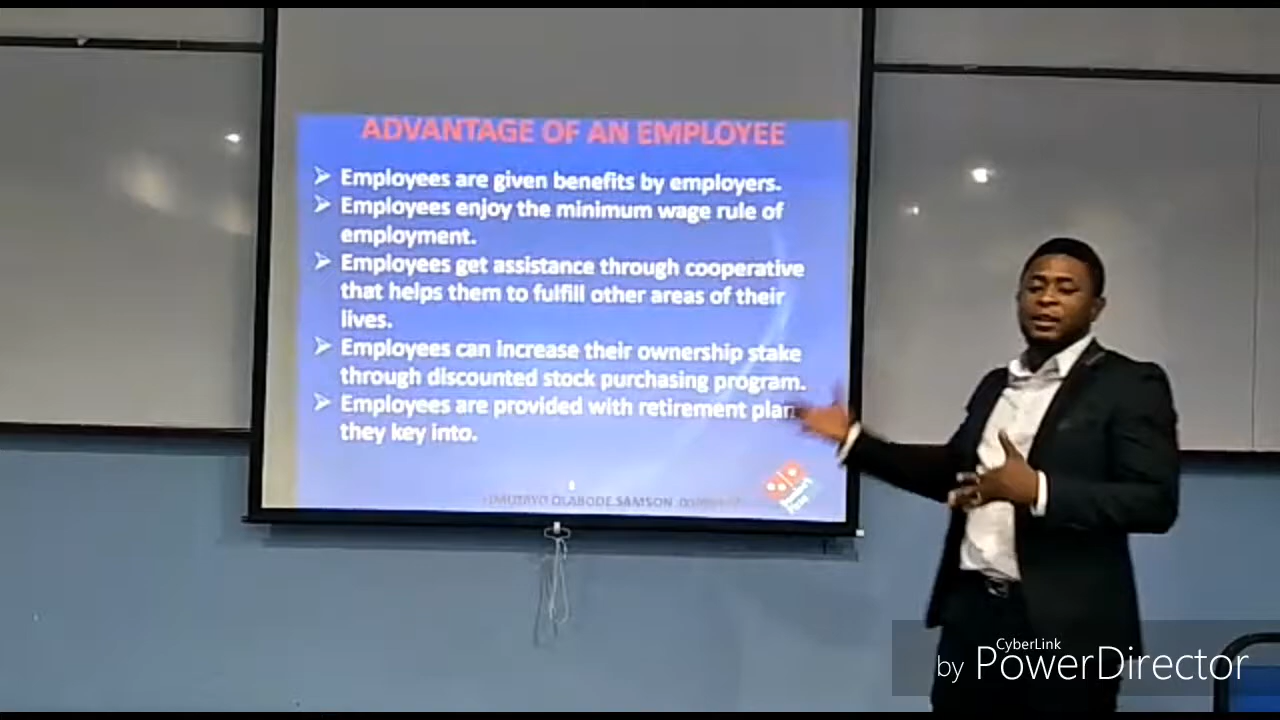 ADVANTAGE OF AN EMPLOYEE
➢ Employees are given benefits by employers.
➢ Employees enjoy the minimum wage rule of
employment.
➢ Employees get assistance through cooperative
that helps them to fulfill other areas of their
lives.
➢ Employees can increase their ownership stake
through discounted stock purchasing program.
➢ Employees are provided with retirement plan
they key into.
OLABODE SAMSON
Domino's
Pizza
CyberLink
by PowerDirector